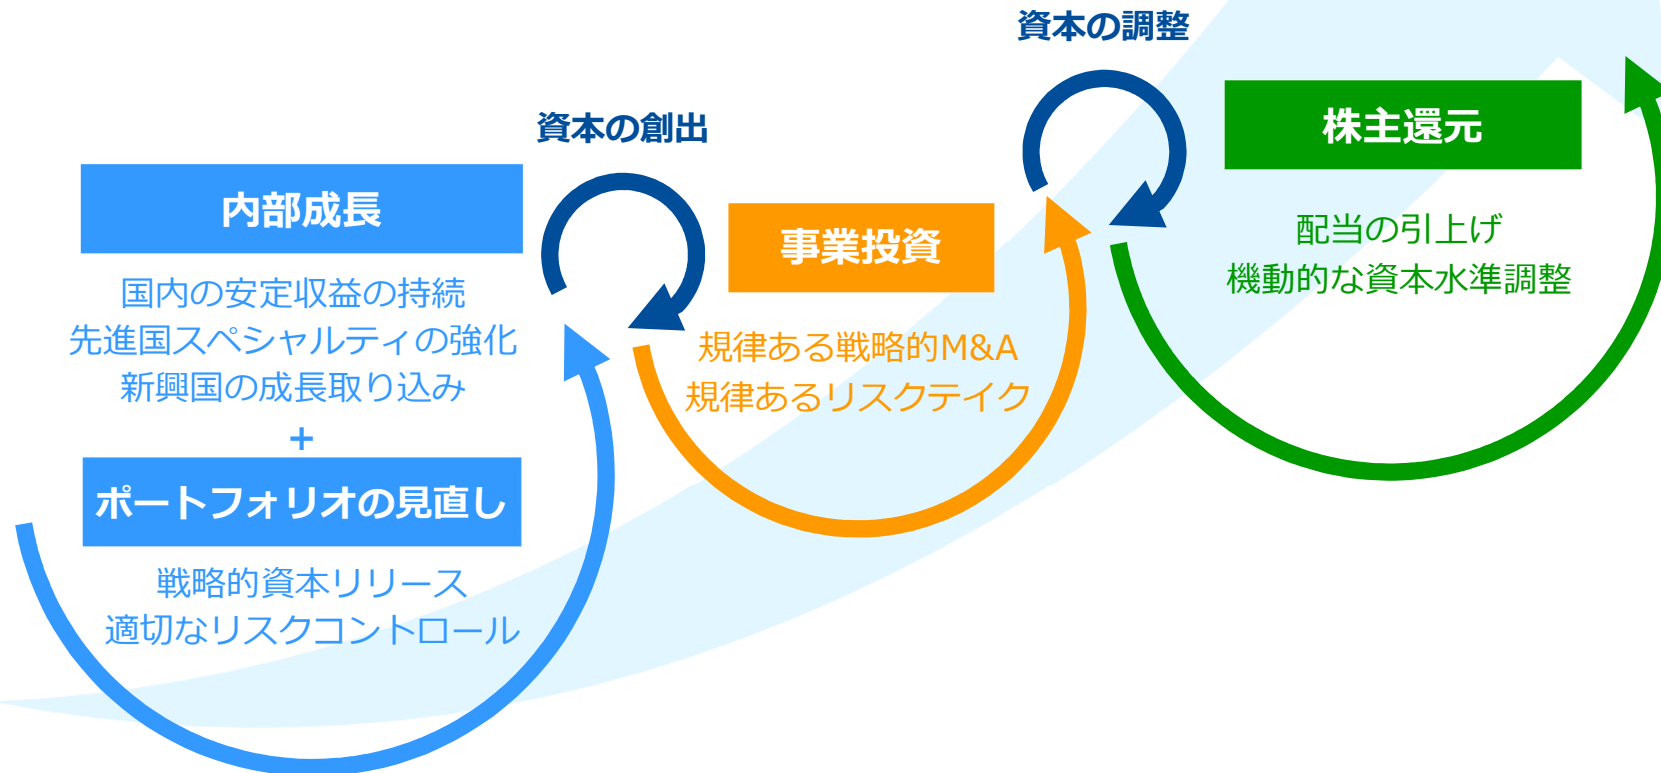 内部成長
国内の安定収益の持続
先進国スペシャルティの強化
新興国の成長取り込み
+
ポートフォリオの見直し
戦略的資本リリース
適切なリスクコントロール
資本の創出
事業投資
規律ある戦略的M&A
規律あるリスクテイク
資本の調整
株主還元
配当の引上げ
機動的な資本水準調整